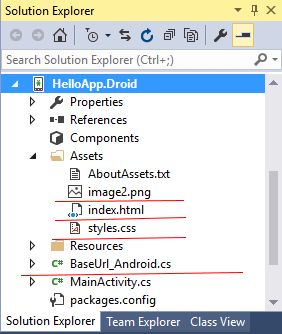 Solution Explorer
Search Solution Explorer (Ctrl+;)
HelloApp.Droid
Properties
References
Components
Assets
AboutAssets.txt
image2.png
index.html
styles.css
Resources
BaseUrl_Android.cs
MainActivity.cs
packages.config
Solution Explorer Team Explorer Class View